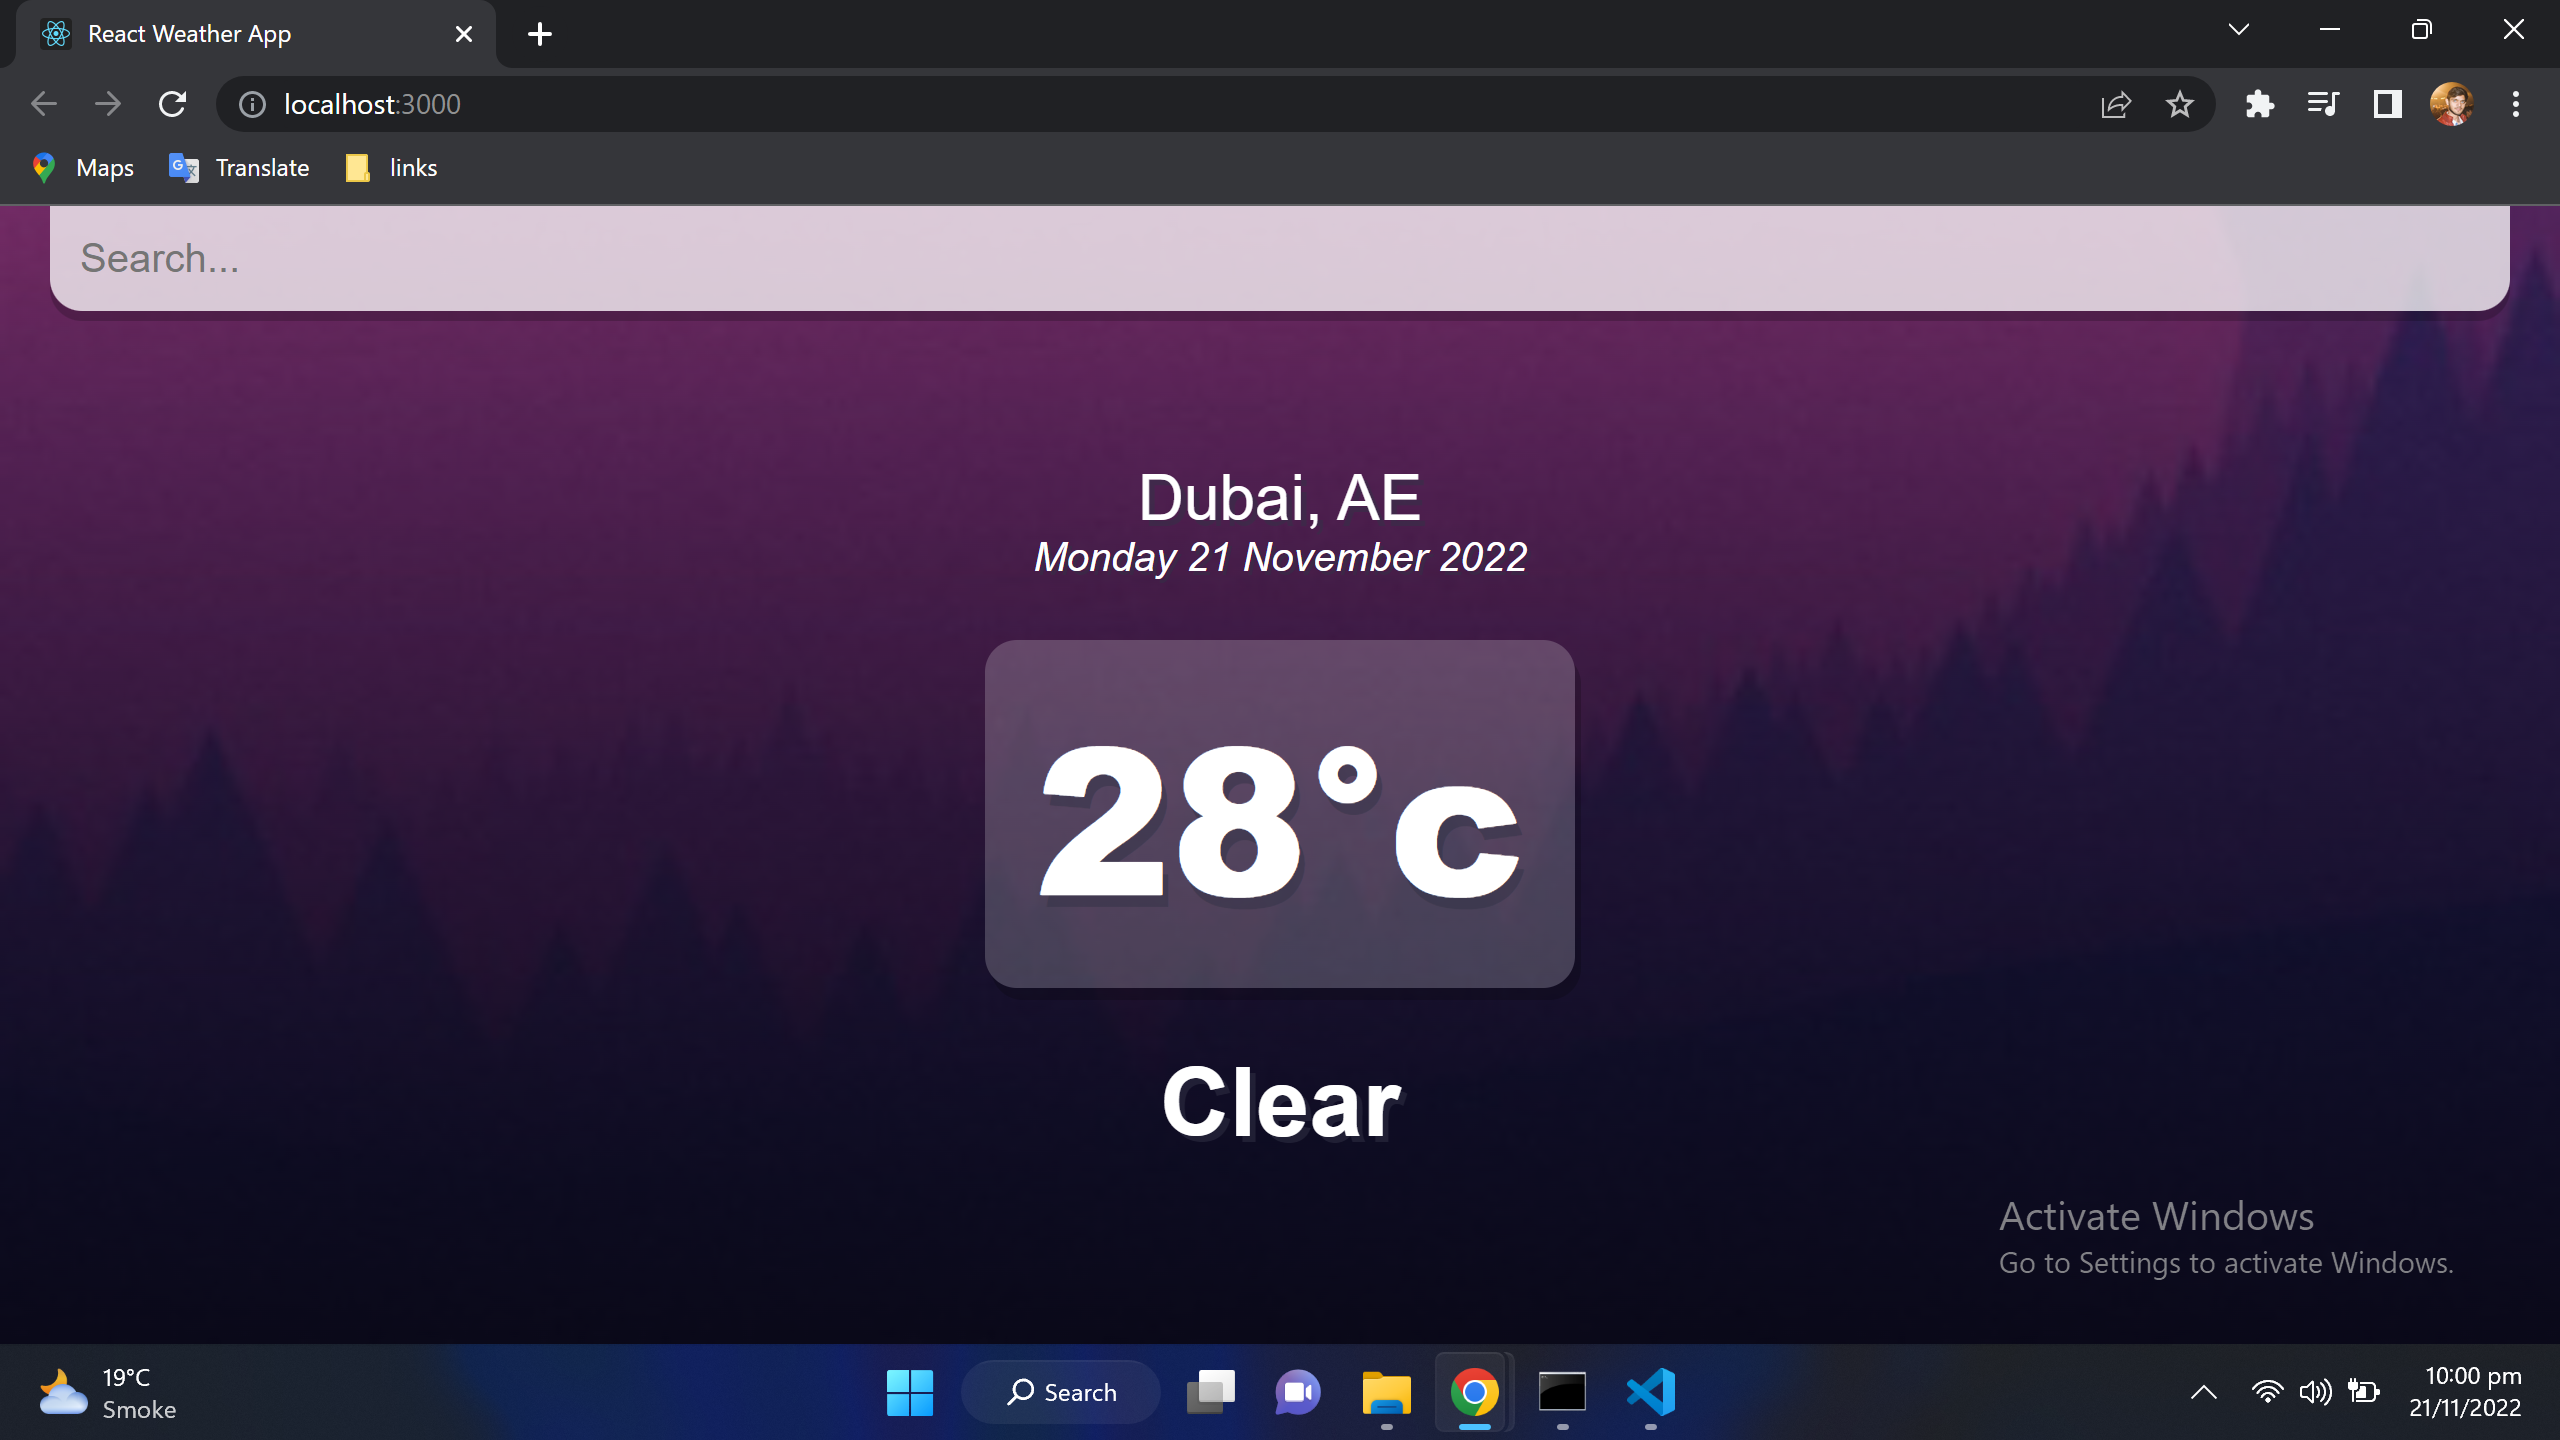 React Weather App
localhost:3000
Maps
Translate
links
Search...
Dubai, AE
Monday 21 November 2022
28°c
Clear
Activate Windows
Go to Settings to activate Windows.
19°C
Smoke
Search
10:00 pm
21/11/2022